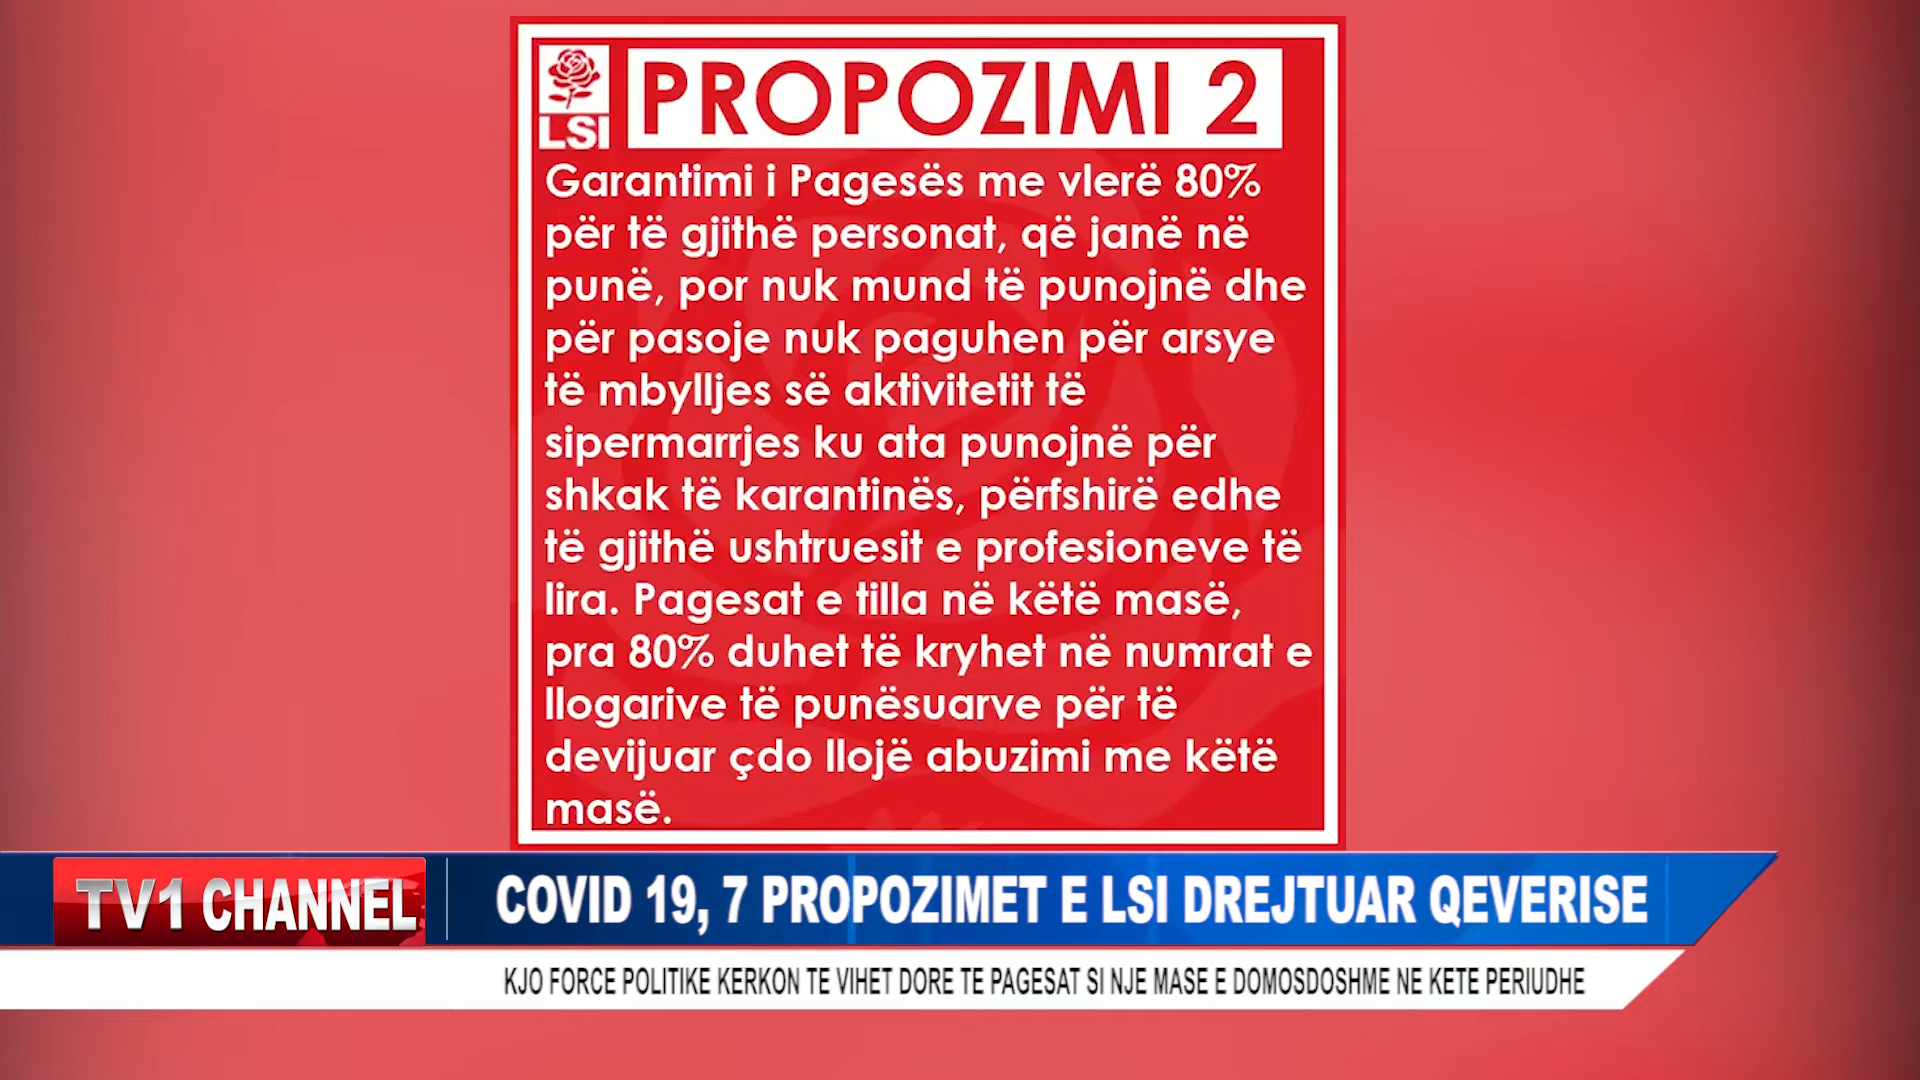 LSI
PROPOZIMI 2
Garantimi i Pagesës me vlerë 80%
për të gjithë personat, që janë në
punë, por nuk mund të punojnë dhe
për pasoje nuk paguhen për arsye
të mbylljes së aktivitetit të
sipermarrjes ku ata punojnë për
shkak të karantinës, përfshirë edhe
të gjithë ushtruesit e profesioneve të
lira. Pagesat e tilla në këtë masë,
pra 80% duhet të kryhet në numrat e
llogarive të punësuarve për të
devijuar çdo llojë abuzimi me këtë
masë.
TV1 CHANNEL
COVID 19, 7 PROPOZIMET E LSI DREJTUAR QEVERISE
KJO FORCE POLITIKE KERKON TE VIHET DORE TE PAGESAT SI NJE MASE E DOMOSDOSHME NE KETE PERIUDHE